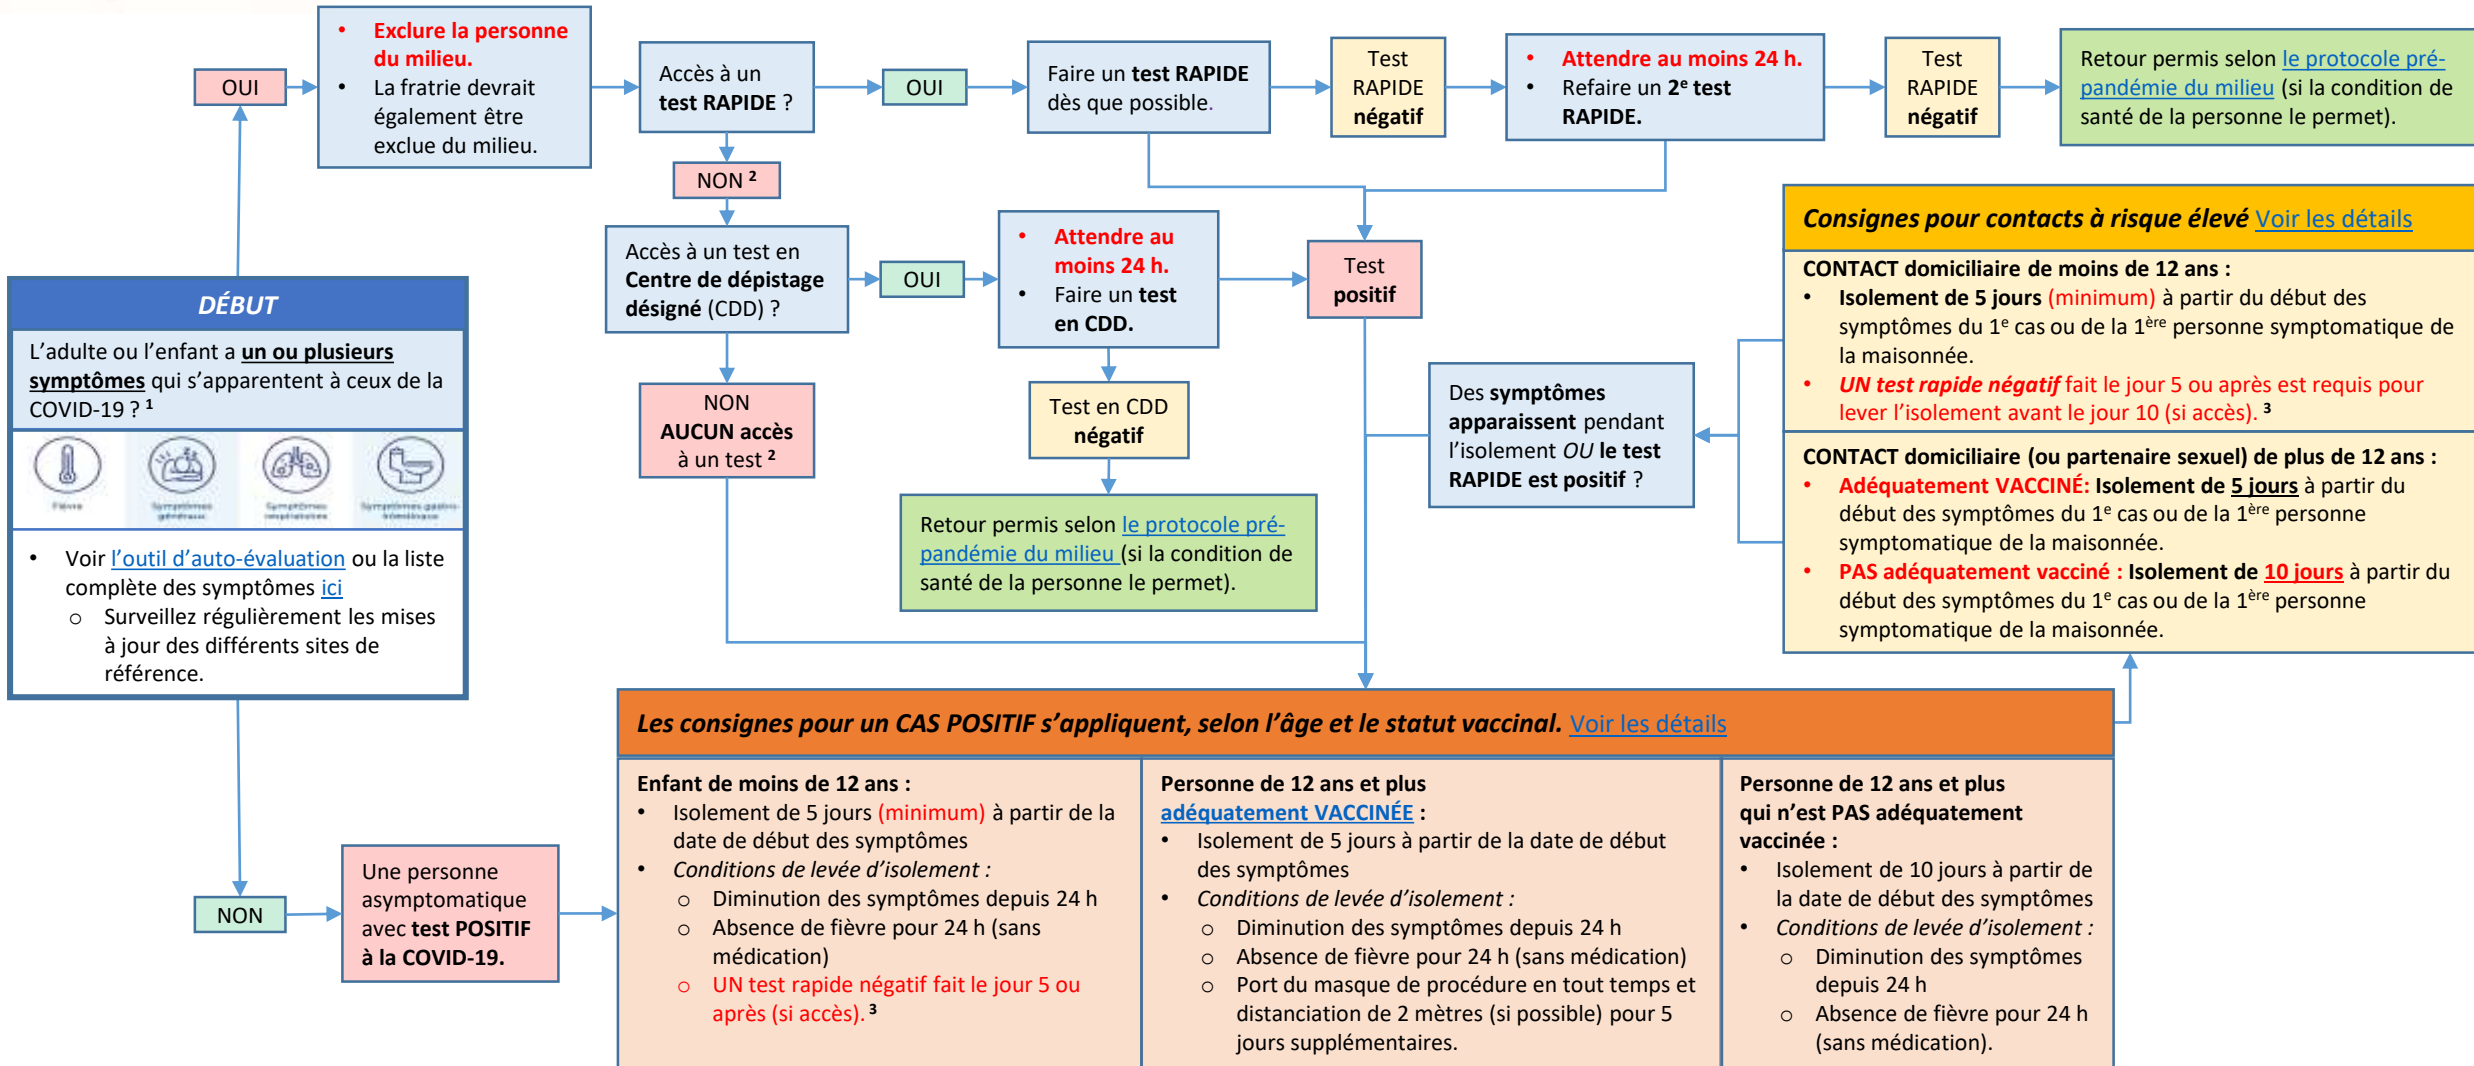 OUI
• Exclure la personne
du milieu.
• La fratrie devrait
également être
exclue du milieu.
Accès à un
test RAPIDE ?
OUI
Faire un test RAPIDE
dès que possible.
Test
RAPIDE
négatif
• Attendre au moins 24 h.
• Refaire un 2e test
RAPIDE.
Test
RAPIDE
négatif
Retour permis selon le protocole pré-
pandémie du milieu (si la condition de
santé de la personne le permet).
NON 2
Accès à un test en
Centre de dépistage
désigné (CDD) ?
OUI
• Attendre au
moins 24 h.
• Faire un test
en CDD.
Test
positif
NON
AUCUN accès
à un test 2
Test en CDD
négatif
Retour permis selon le protocole pré-
pandémie du milieu (si la condition de
santé de la personne le permet).
Des symptômes
apparaissent pendant
l'isolement OU le test
RAPIDE est positif ?
Consignes pour contacts à risque élevé Voir les détails
CONTACT domiciliaire de moins de 12 ans :
• Isolement de 5 jours (minimum) à partir du début des
symptômes du 1e cas ou de la 1ère personne symptomatique de
la maisonnée.
• UN test rapide négatif fait le jour 5 ou après est requis pour
lever l'isolement avant le jour 10 (si accès). 3
CONTACT domiciliaire (ou partenaire sexuel) de plus de 12 ans :
• Adéquatement VACCINÉ: Isolement de 5 jours à partir du
début des symptômes du 1e cas ou de la 1ère personne
symptomatique de la maisonnée.
• PAS adéquatement vacciné : Isolement de 10 jours à partir du
début des symptômes du 1e cas ou de la 1ère personne
symptomatique de la maisonnée.
DÉBUT
L'adulte ou l'enfant a un ou plusieurs
symptômes qui s'apparentent à ceux de la
COVID-19 ? 1
Fièvre
Symptômes
généraux
Symptômes
respiratoires
Symptômes gastro-
intestinaux
• Voir l'outil d'auto-évaluation ou la liste
complète des symptômes ici
o Surveillez régulièrement les mises
à jour des différents sites de
référence.
NON
Une personne
asymptomatique
avec test POSITIF
à la COVID-19.
Les consignes pour un CAS POSITIF s'appliquent, selon l'âge et le statut vaccinal. Voir les détails
Enfant de moins de 12 ans :
• Isolement de 5 jours (minimum) à partir de la
date de début des symptômes
• Conditions de levée d'isolement :
o Diminution des symptômes depuis 24 h
o Absence de fièvre pour 24 h (sans
médication)
o UN test rapide négatif fait le jour 5 ou
après (si accès). 3
Personne de 12 ans et plus
adéquatement VACCINÉE :
• Isolement de 5 jours à partir de la date de début
des symptômes
• Conditions de levée d'isolement :
o Diminution des symptômes depuis 24 h
o Absence de fièvre pour 24 h (sans médication)
o Port du masque de procédure en tout temps et
distanciation de 2 mètres (si possible) pour 5
jours supplémentaires.
Personne de 12 ans et plus
qui n'est PAS adéquatement
vaccinée :
• Isolement de 10 jours à partir de
la date de début des symptômes
• Conditions de levée d'isolement :
o Diminution des symptômes
depuis 24 h
o Absence de fièvre pour 24 h
(sans médication).